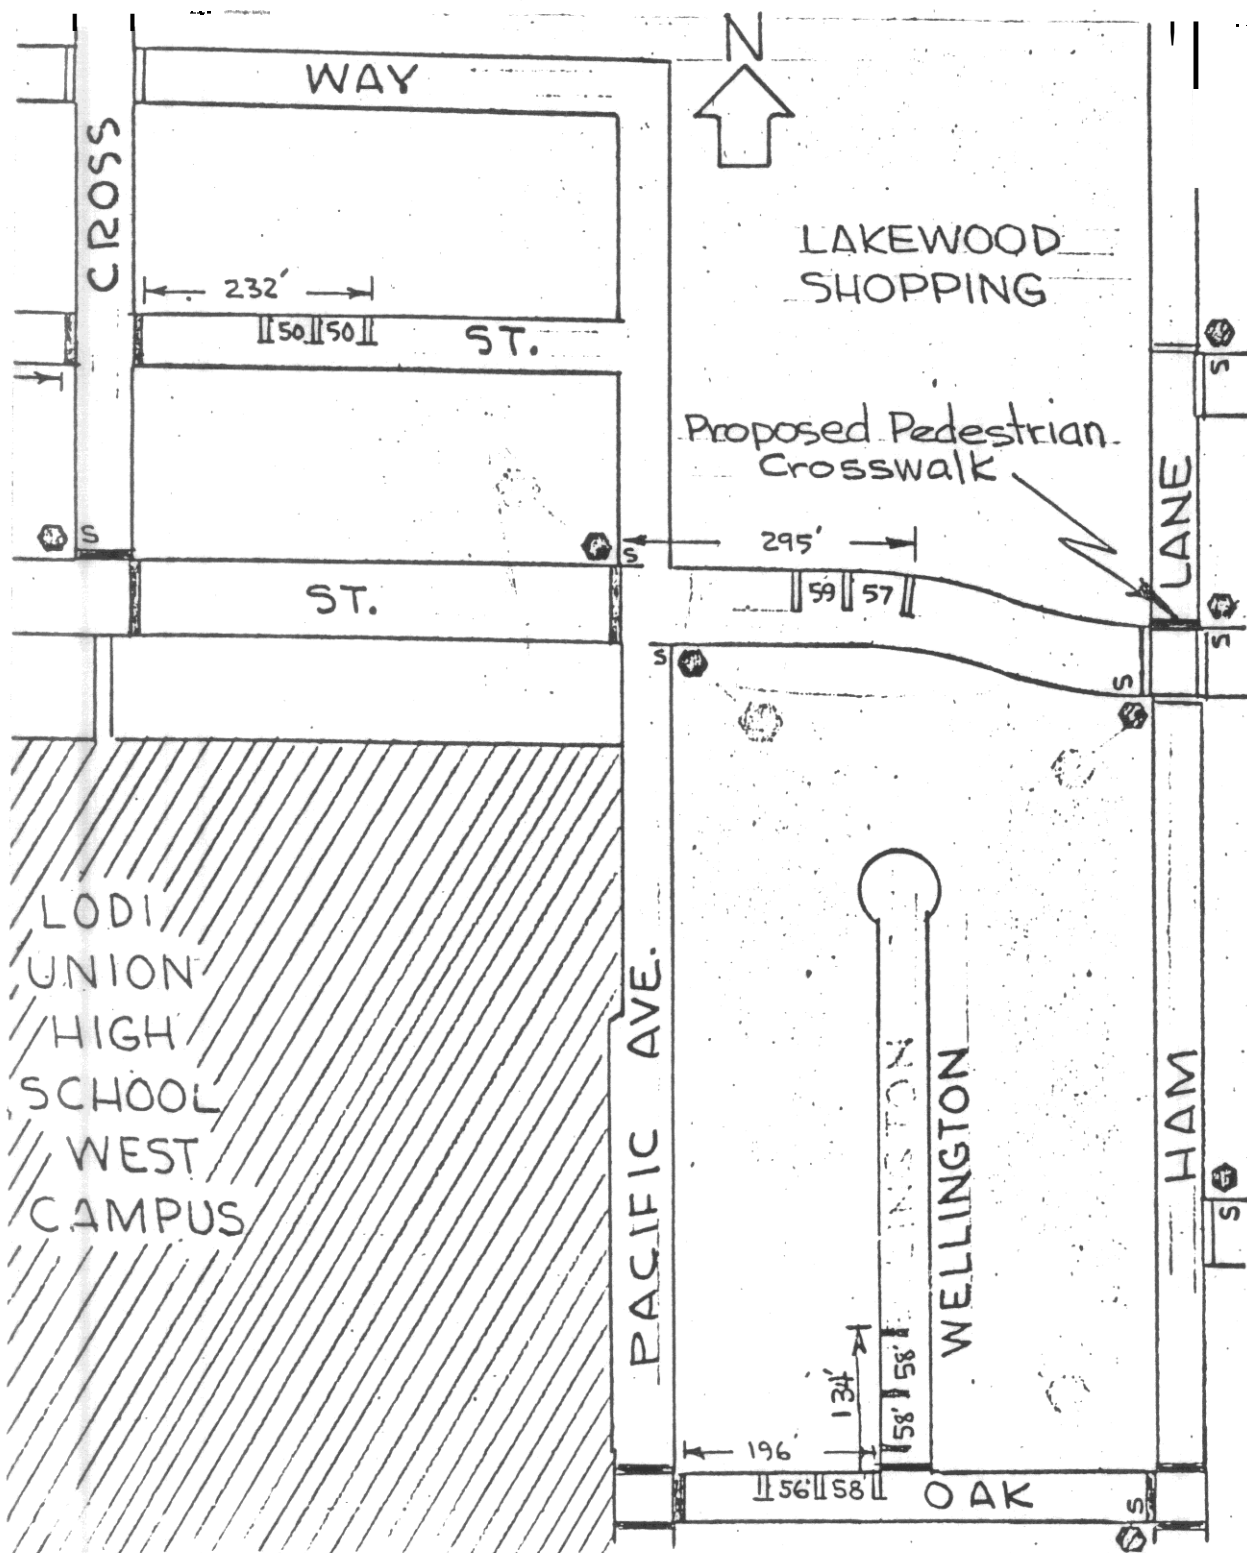 N
WAY
CROSS
LAKEWOOD
SHOPPING
232'
50 50
ST.
S
Proposed Pedestrian
Crosswalk
LANE
S
295'
S
ST.
59 57
S
S
S
LODI
UNION
HIGH
SCHOOL
WEST
CAMPUS
PACIFIC AVE.
INGTON
WELLINGTON
HAM
S
134'
58'
58'
196'
56' 58'
OAK
S